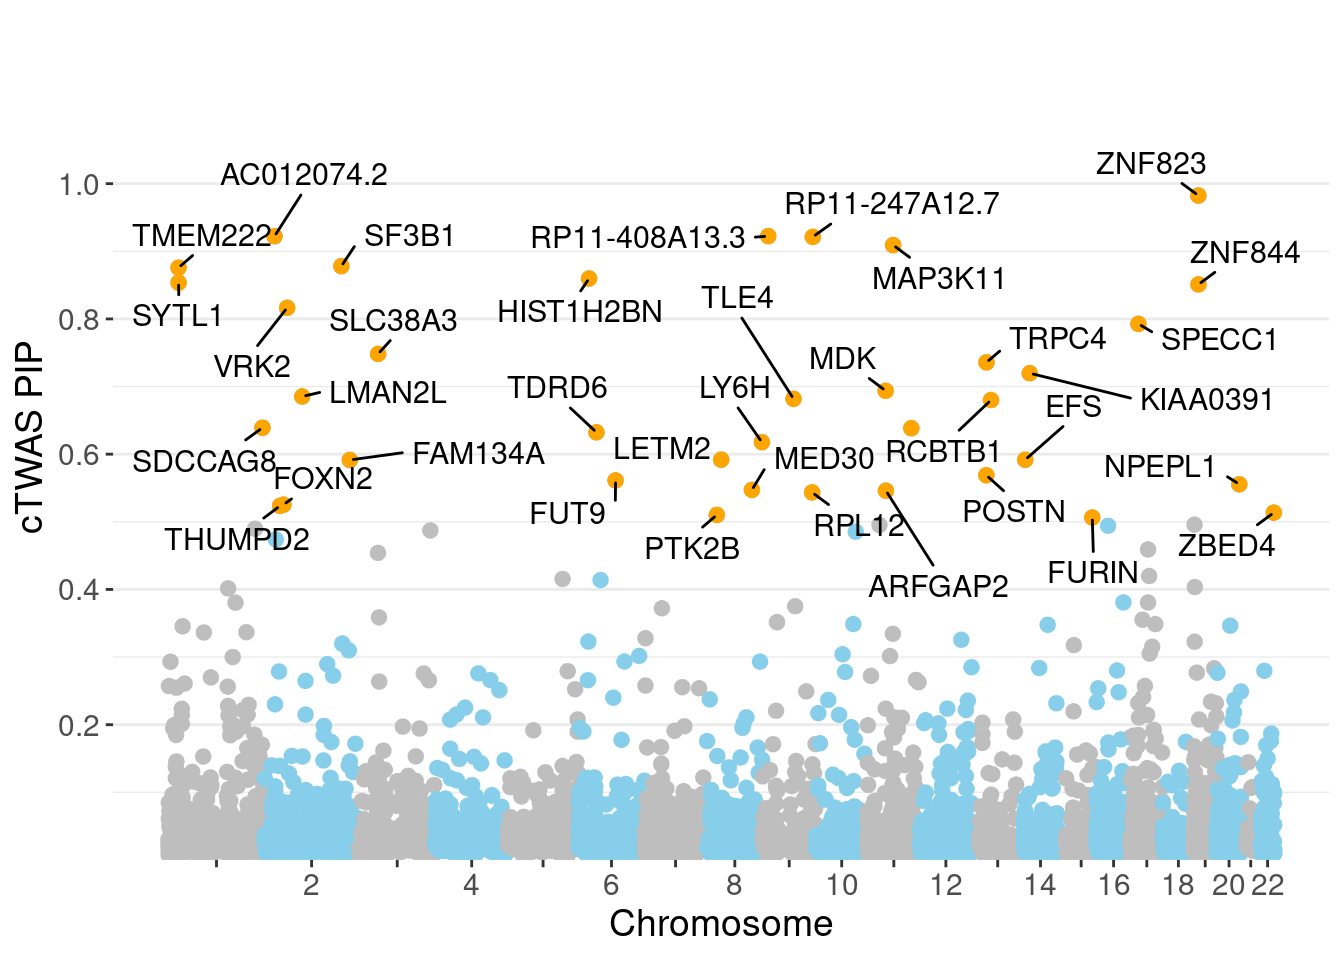 ZNF823
AC012074.2
1.0
RP11-247A12.7
TMEM222
SF3B1
RP11-408A13.3
ZNF844
MAP3K11
TLE4
HIST1H2BN
SYTL1
SLC38A3
0.8
TRPC4
SPECC1
VRK2
MDK
LMAN2L
TDRD6
LY6H
KIAA0391
EFS
cTWAS PIP
0.6
SDCCAG8
FAM134A
LETM2
MED30
RCBTB1
NPEPL1
FOXN2
FUT9
RPL12
POSTN
THUMPD2
PTK2B
ZBED4
FURIN
ARFGAP2
0.4
0.2
2 4 6 8 10 12 14 16 18 20 22
Chromosome